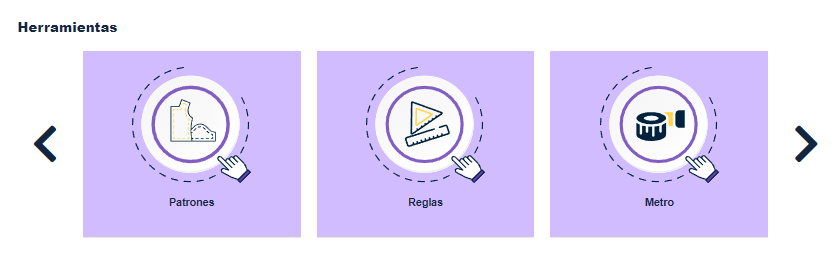 Herramientas
Patrones
Reglas
Metro